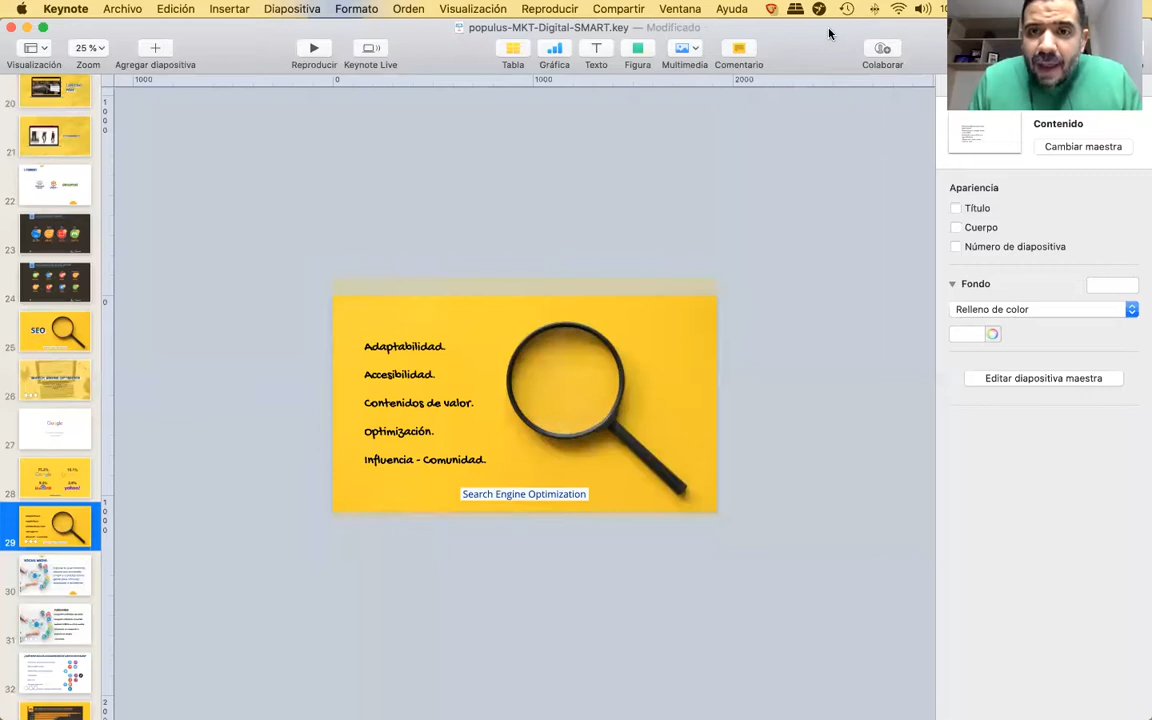 Keynote Archivo Edición Insertar Diapositiva Formato Orden Visualización Reproducir Compartir Ventana Ayuda
populus-MKT-Digital-SMART.key — Modificado
25 %
Visualización Zoom Agregar diapositiva Reproducir Keynote Live Tabla Gráfica Texto Figura Multimedia Comentario Colaborar
1000 0 1000 2000
Contenido
Cambiar maestra
Apariencia
Título
Cuerpo
Número de diapositiva
Fondo
Relleno de color
Editar diapositiva maestra
Adaptabilidad.
Accesibilidad.
Contenidos de valor.
Optimización.
Influencia - Comunidad.
Search Engine Optimization
20
21
22
23
24
SEO
25
26
Google
27
28
29
30
31
32